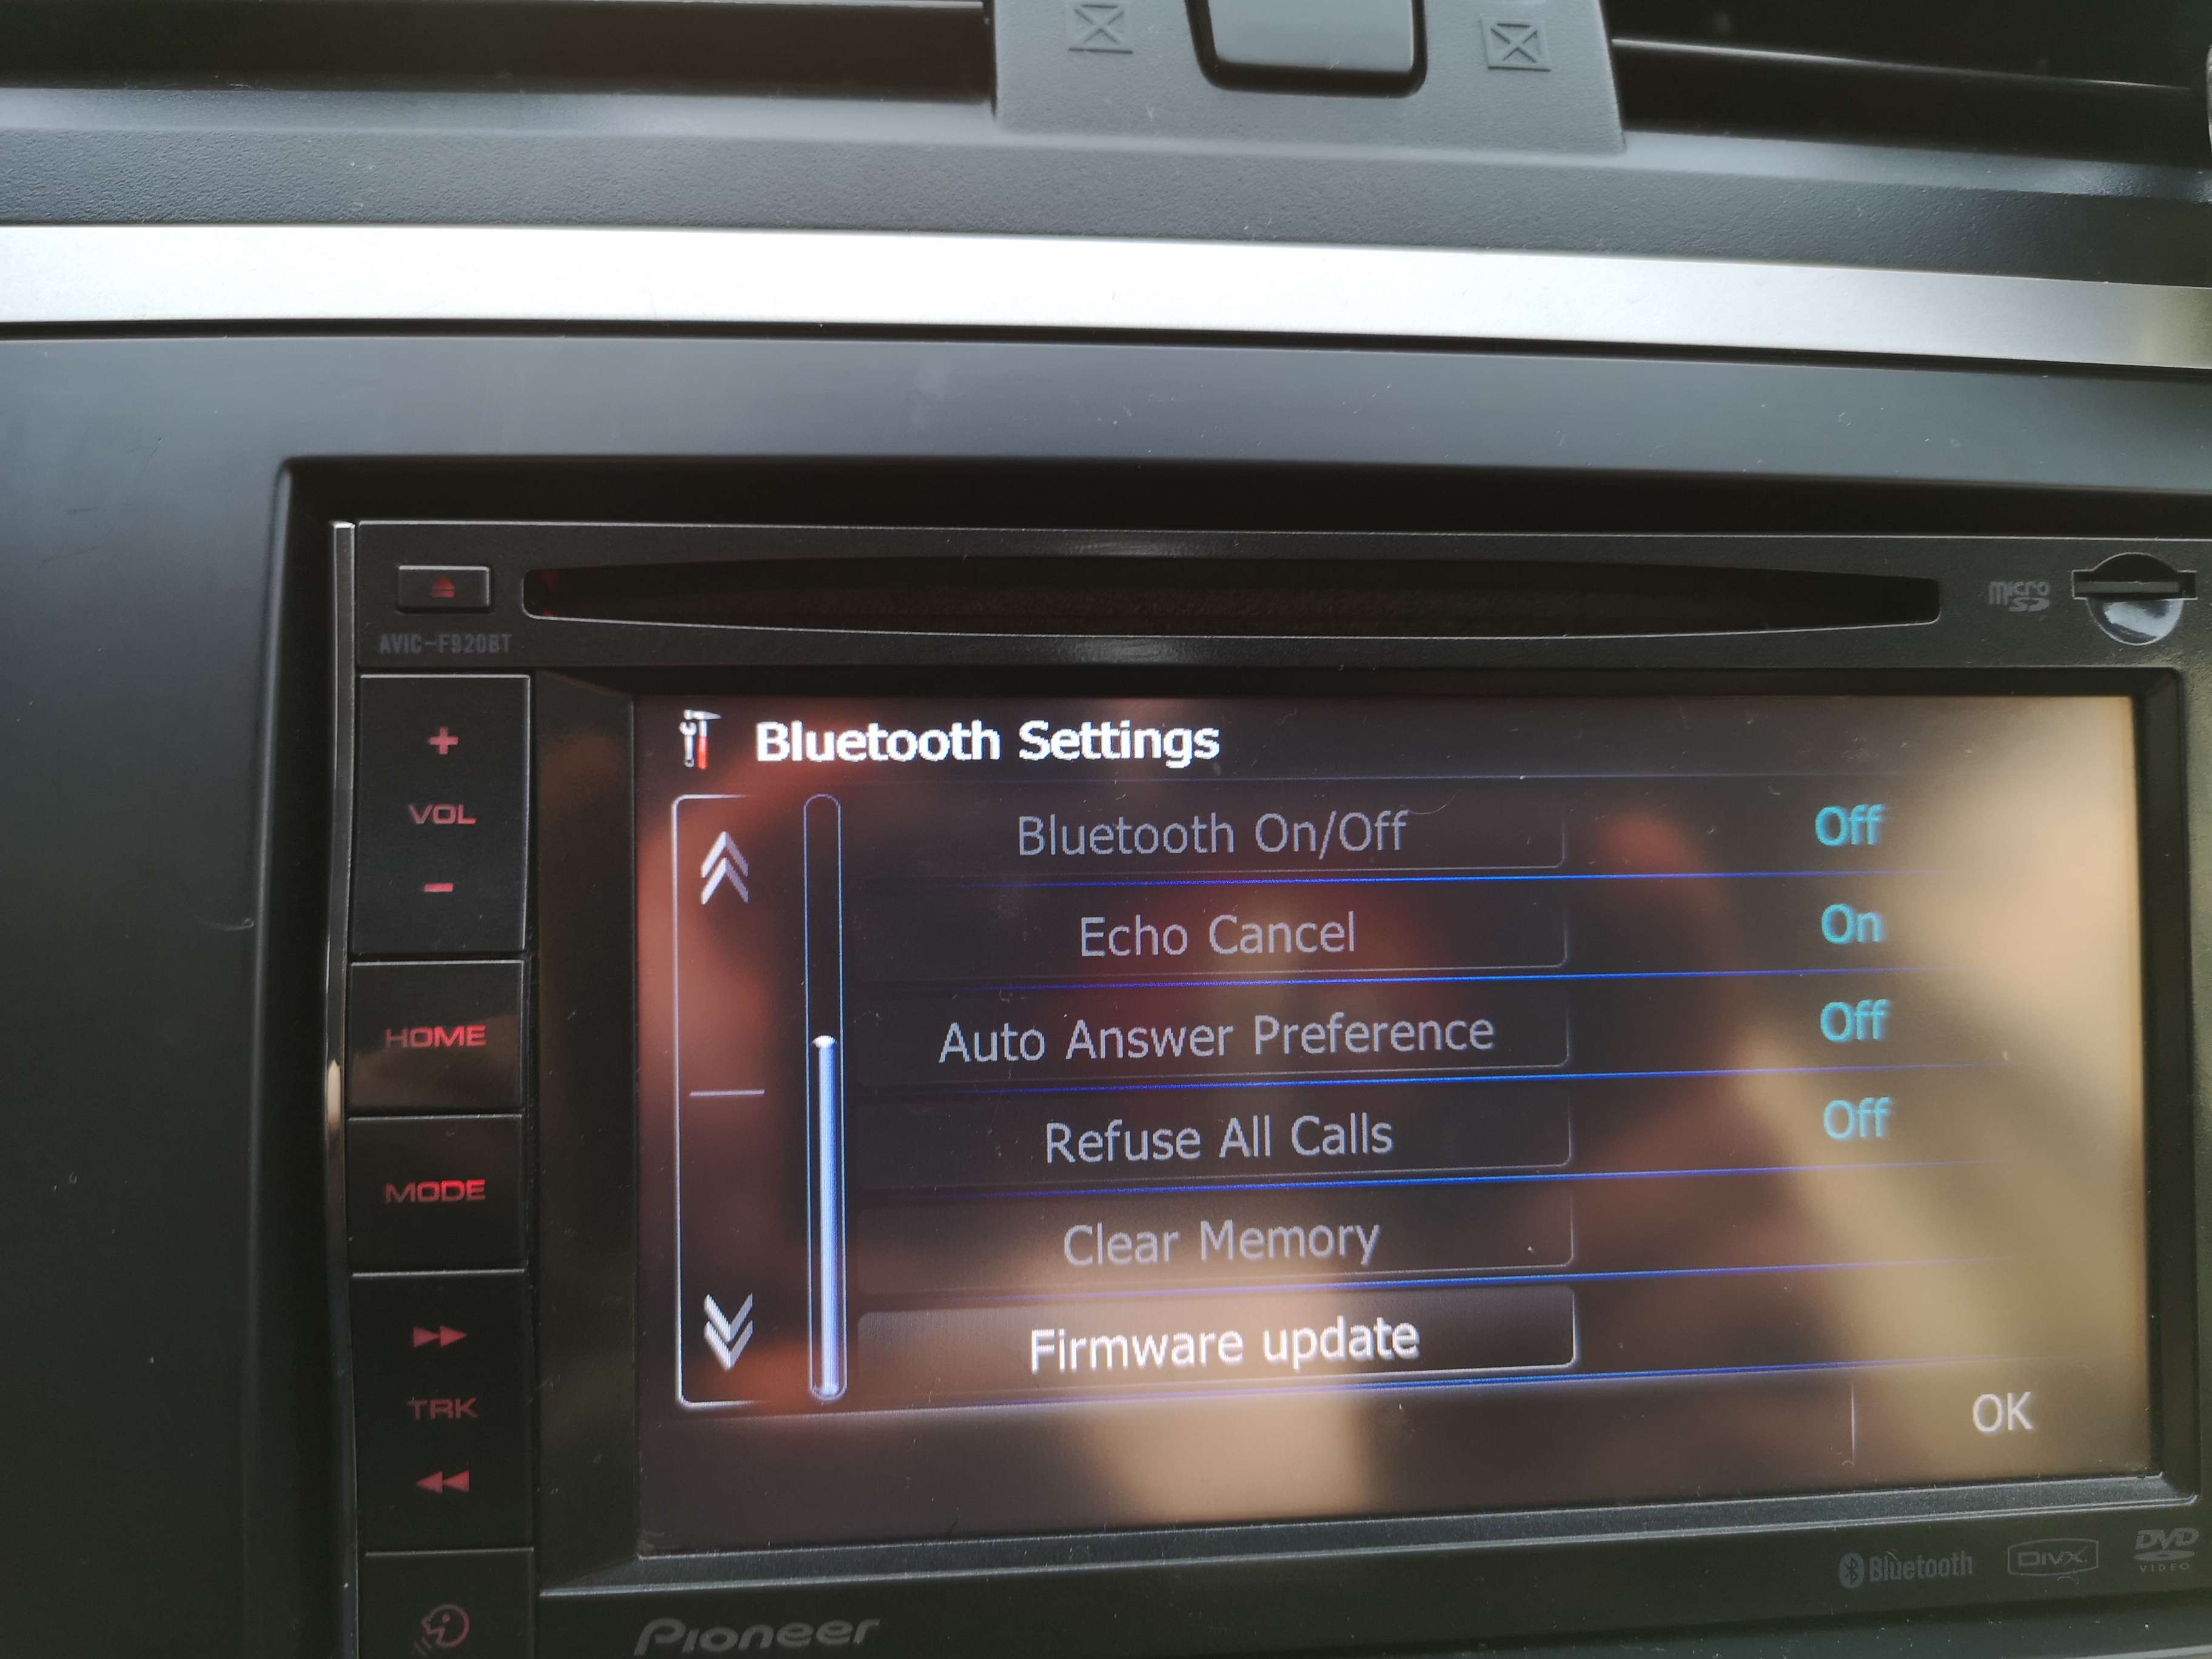 micro
SD
AVIC-F920BT
Bluetooth Settings
VOL
Bluetooth On/Off Off
Echo Cancel On
HOME
Auto Answer Preference Off
Refuse All Calls Off
MODE
Clear Memory
Firmware update
TRK
OK
Bluetooth
DIVX
DVD
VIDEO
Pioneer